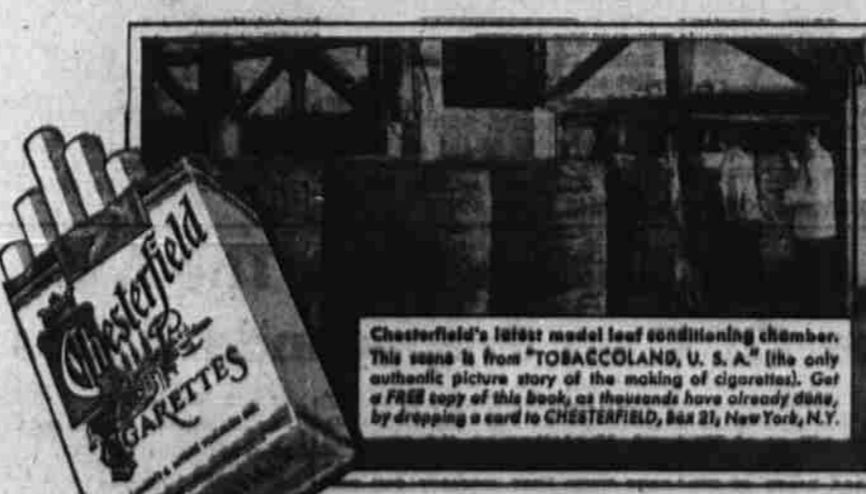 Chesterfield
CIGARETTES
Chesterfield's latest model leaf conditioning chamber.
This scene is from "TOBACCOLAND, U. S. A." (the only
authentic picture story of the making of cigarettes). Get
a FREE copy of this book, as thousands have already done,
by dropping a card to CHESTERFIELD, Box 21, New York, N.Y.